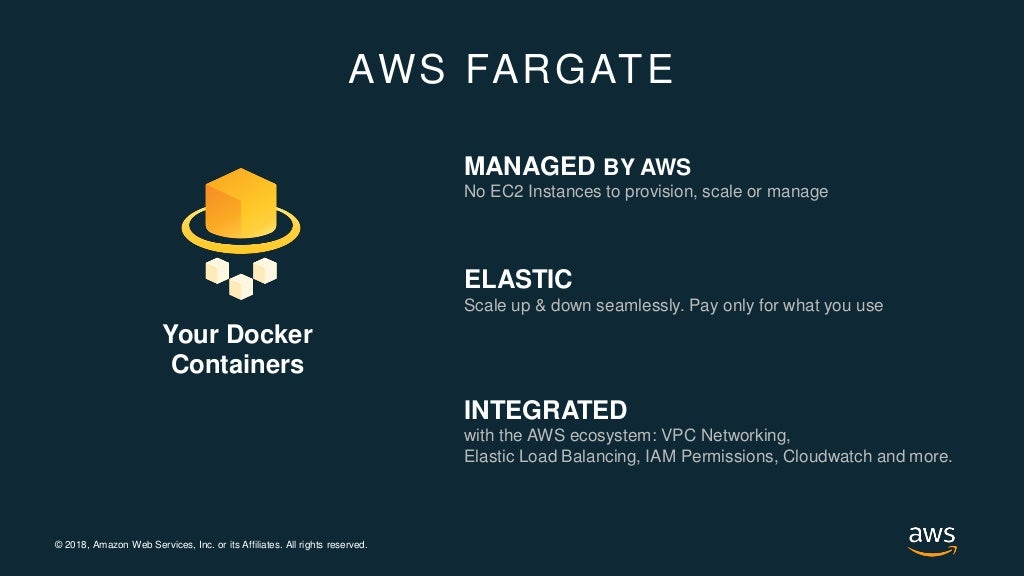 AWS FARGATE
Your Docker
Containers
MANAGED BY AWS
No EC2 Instances to provision, scale or manage
ELASTIC
Scale up & down seamlessly. Pay only for what you use
INTEGRATED
with the AWS ecosystem: VPC Networking,
Elastic Load Balancing, IAM Permissions, Cloudwatch and more.
© 2018, Amazon Web Services, Inc. or its Affiliates. All rights reserved.
aws